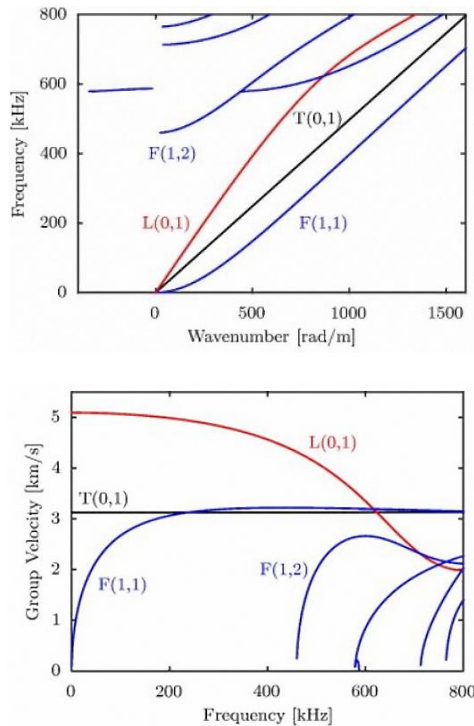 800
600
400
200
0
Frequency [kHz]
T(0,1)
F(1,2)
L(0,1)
F(1,1)
0
500
1000
1500
Wavenumber [rad/m]
5
4
3
2
1
0
Group Velocity [km/s]
L(0,1)
T(0,1)
F(1,1)
F(1,2)
0
200
400
600
800
Frequency [kHz]